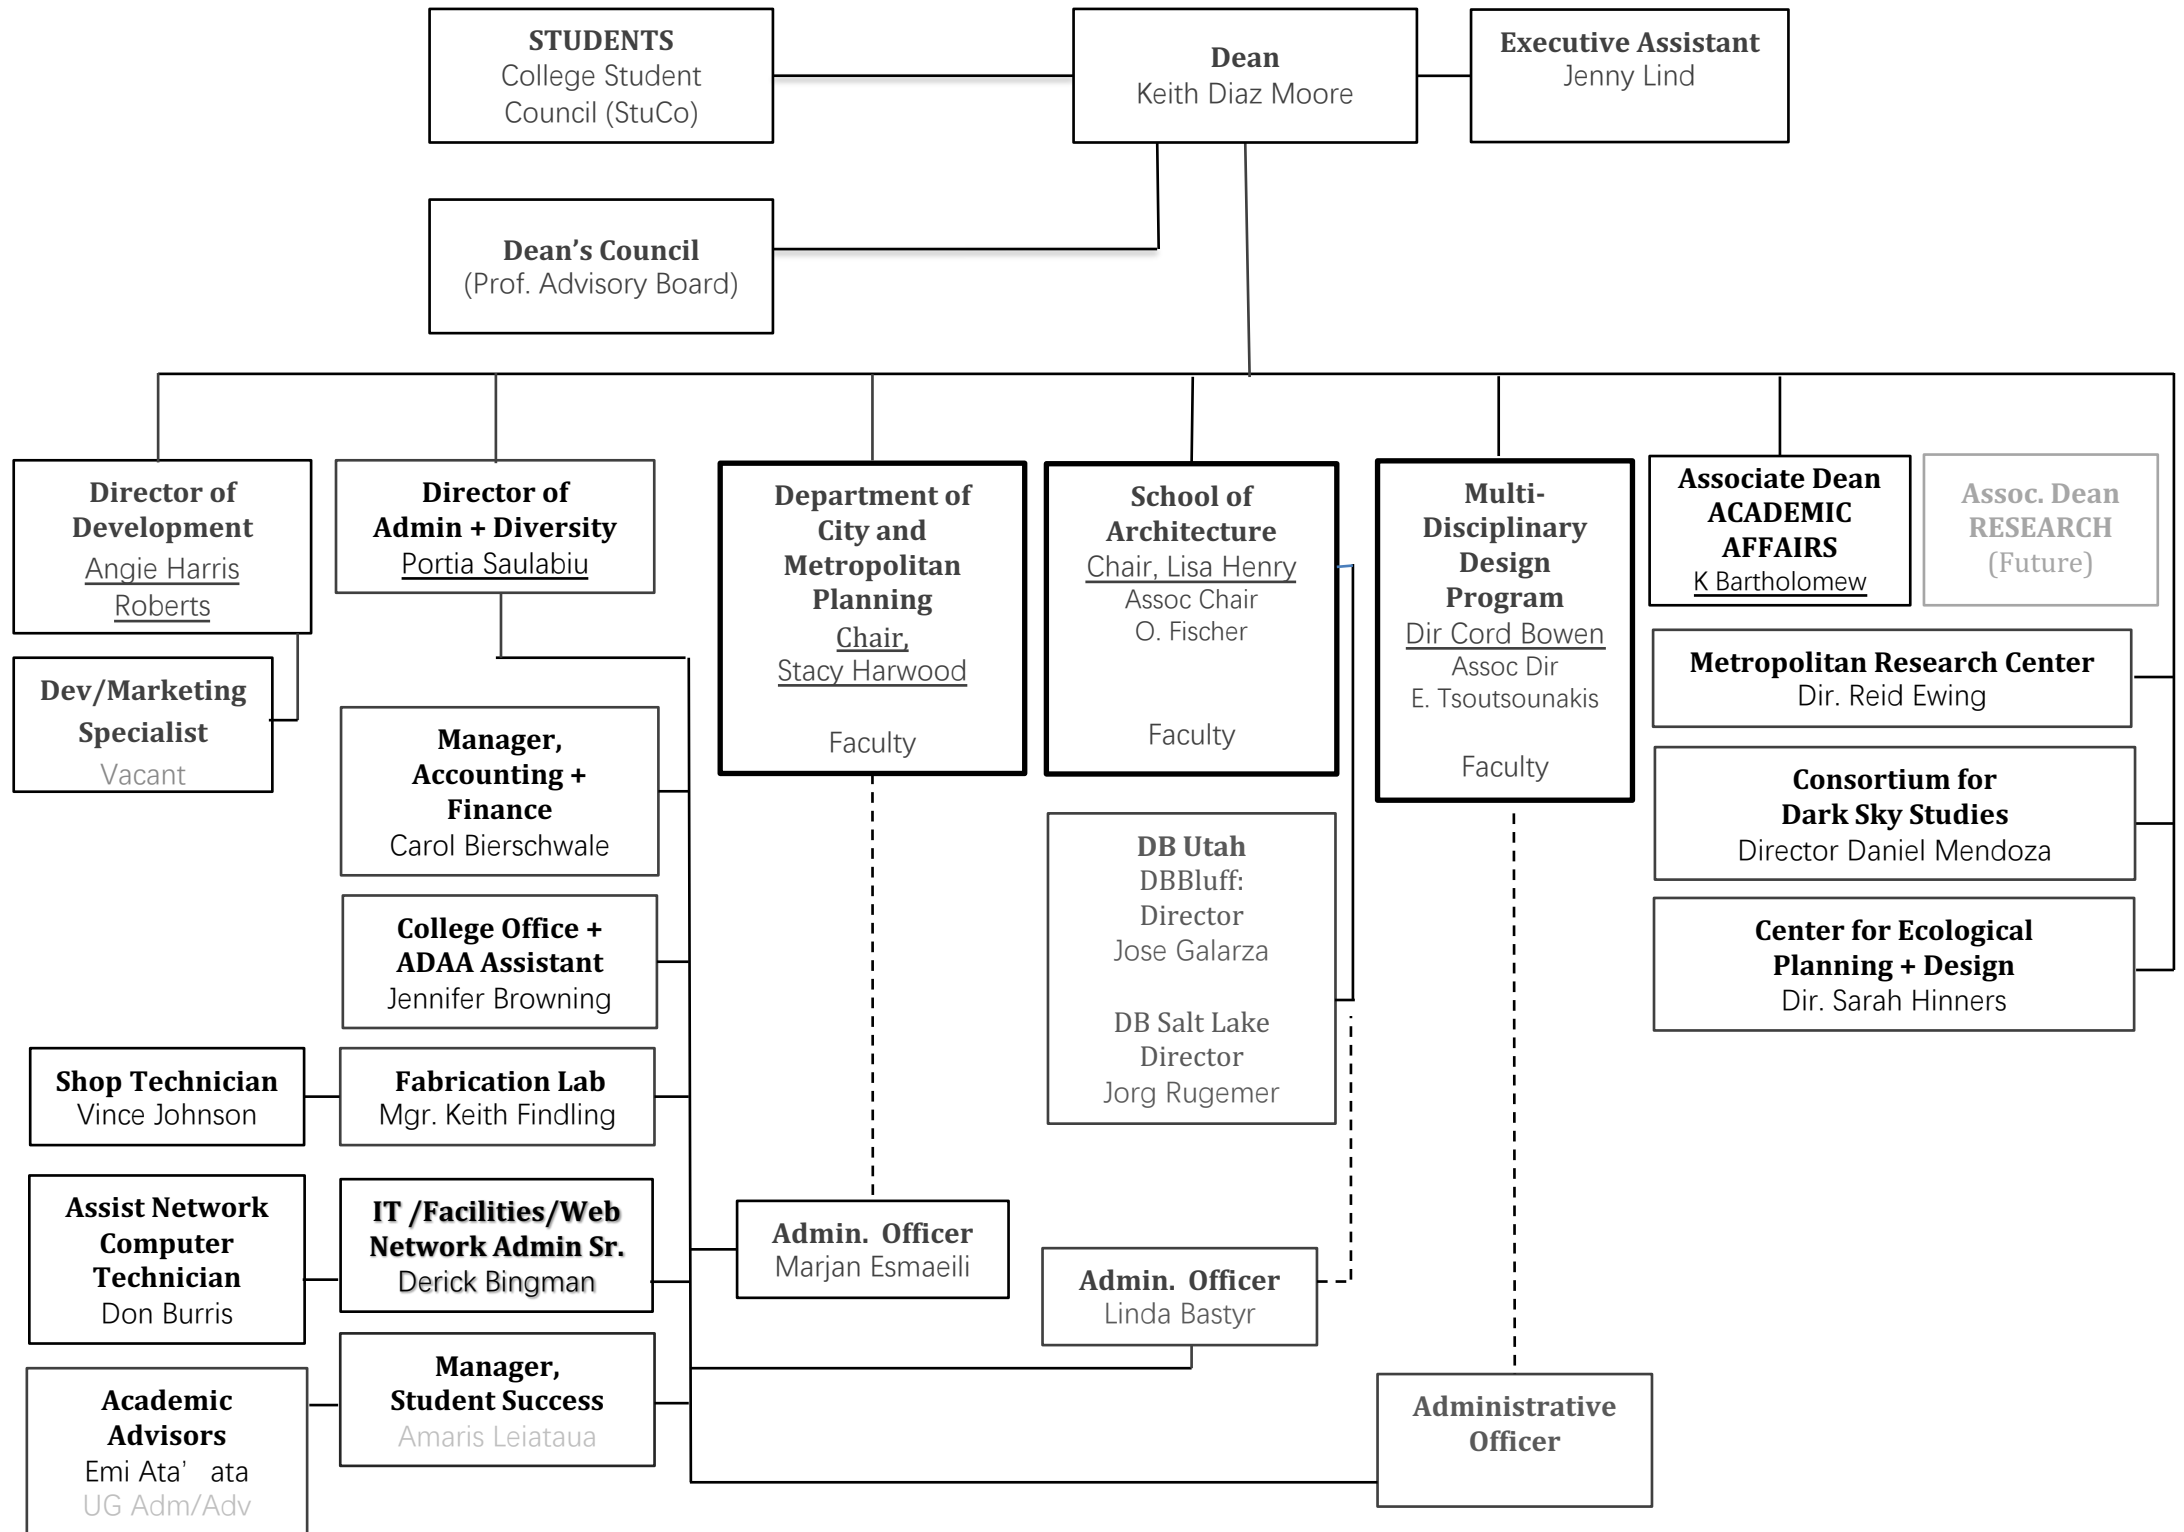 STUDENTS
College Student
Council (StuCo)
Dean
Keith Diaz Moore
Executive Assistant
Jenny Lind
Dean’s Council
(Prof. Advisory Board)
Director of
Development
Angie Harris
Roberts
Dev/Marketing
Specialist
Vacant
Director of
Admin + Diversity
Portia Saulabiu
Department of
City and
Metropolitan
Planning
Chair,
Stacy Harwood
Faculty
School of
Architecture
Chair, Lisa Henry
Assoc Chair
O. Fischer
Faculty
Multi-
Disciplinary
Design
Program
Dir Cord Bowen
Assoc Dir
E. Tsoutsounakis
Faculty
Associate Dean
ACADEMIC
AFFAIRS
K Bartholomew
Assoc. Dean
RESEARCH
(Future)
Metropolitan Research Center
Dir. Reid Ewing
Consortium for
Dark Sky Studies
Director Daniel Mendoza
Center for Ecological
Planning + Design
Dir. Sarah Hinners
Manager,
Accounting +
Finance
Carol Bierschwale
College Office +
ADAA Assistant
Jennifer Browning
DB Utah
DBBluff:
Director
Jose Galarza
DB Salt Lake
Director
Jorg Rugemer
Shop Technician
Vince Johnson
Fabrication Lab
Mgr. Keith Findling
Assist Network
Computer
Technician
Don Burris
IT /Facilities/Web
Network Admin Sr.
Derick Bingman
Admin. Officer
Marjan Esmaeili
Admin. Officer
Linda Bastyr
Academic
Advisors
Emi Ata’ ata
UG Adm/Adv
Manager,
Student Success
Amaris Leiataua
Administrative
Officer